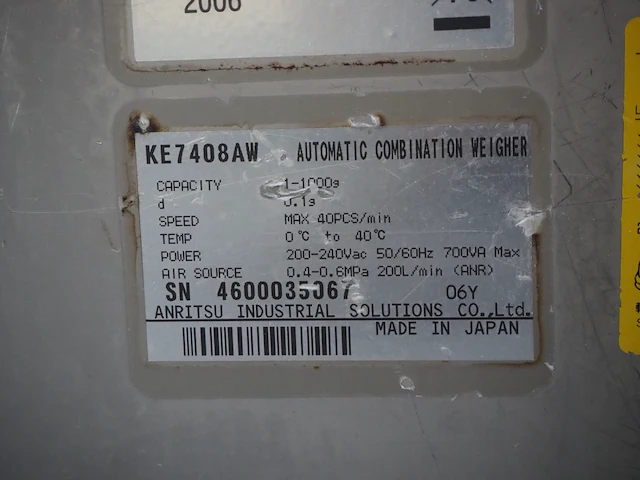 2006
KE7408AW AUTOMATIC COMBINATION WEIGHER
CAPACITY 1-1000g
d 0.1g
SPEED MAX 40PCS/min
TEMP 0℃ to 40℃
POWER 200-240Vac 50/60Hz 700VA Max
AIR SOURCE 0.4-0.6MPa 200L/min (ANR)
SN 4600035067 06Y
ANRITSU INDUSTRIAL SOLUTIONS CO.,Ltd.
MADE IN JAPAN